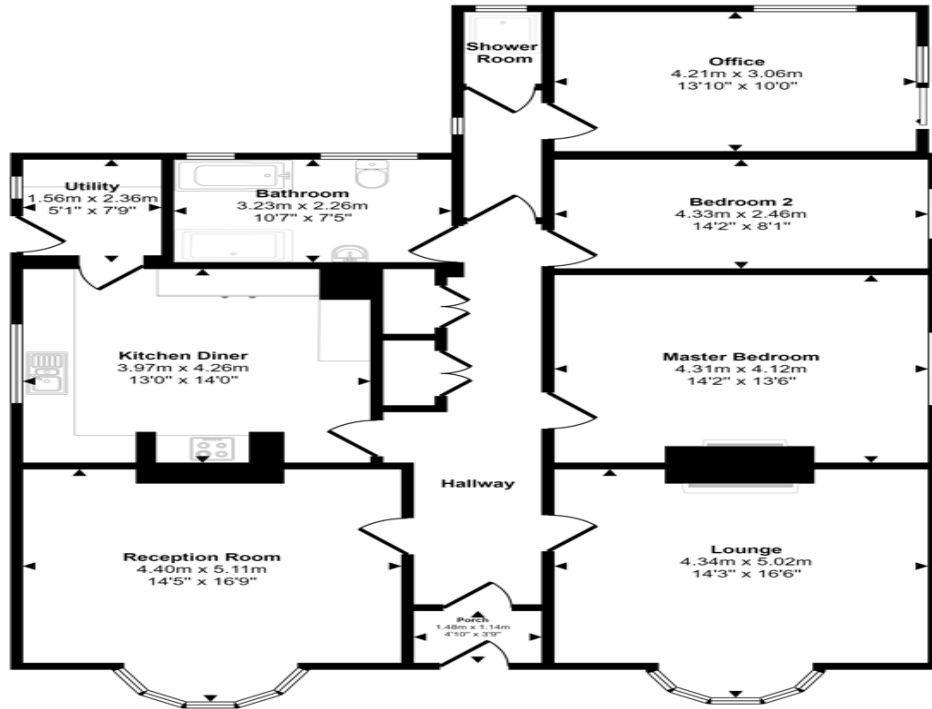 Shower
Room
Office
4.21m x 3.06m
13'10" x 10'0"
Utility
1.56m x 2.36m
5'1" x 7'9"
Bathroom
3.23m x 2.26m
10'7" x 7'5"
Bedroom 2
4.33m x 2.46m
14'2" x 8'1"
Kitchen Diner
3.97m x 4.26m
13'0" x 14'0"
Master Bedroom
4.31m x 4.12m
14'2" x 13'6"
Hallway
Reception Room
4.40m x 5.11m
14'5" x 16'9"
Lounge
4.34m x 5.02m
14'3" x 16'6"
Porch
1.48m x 1.14m
4'10" x 3'9"